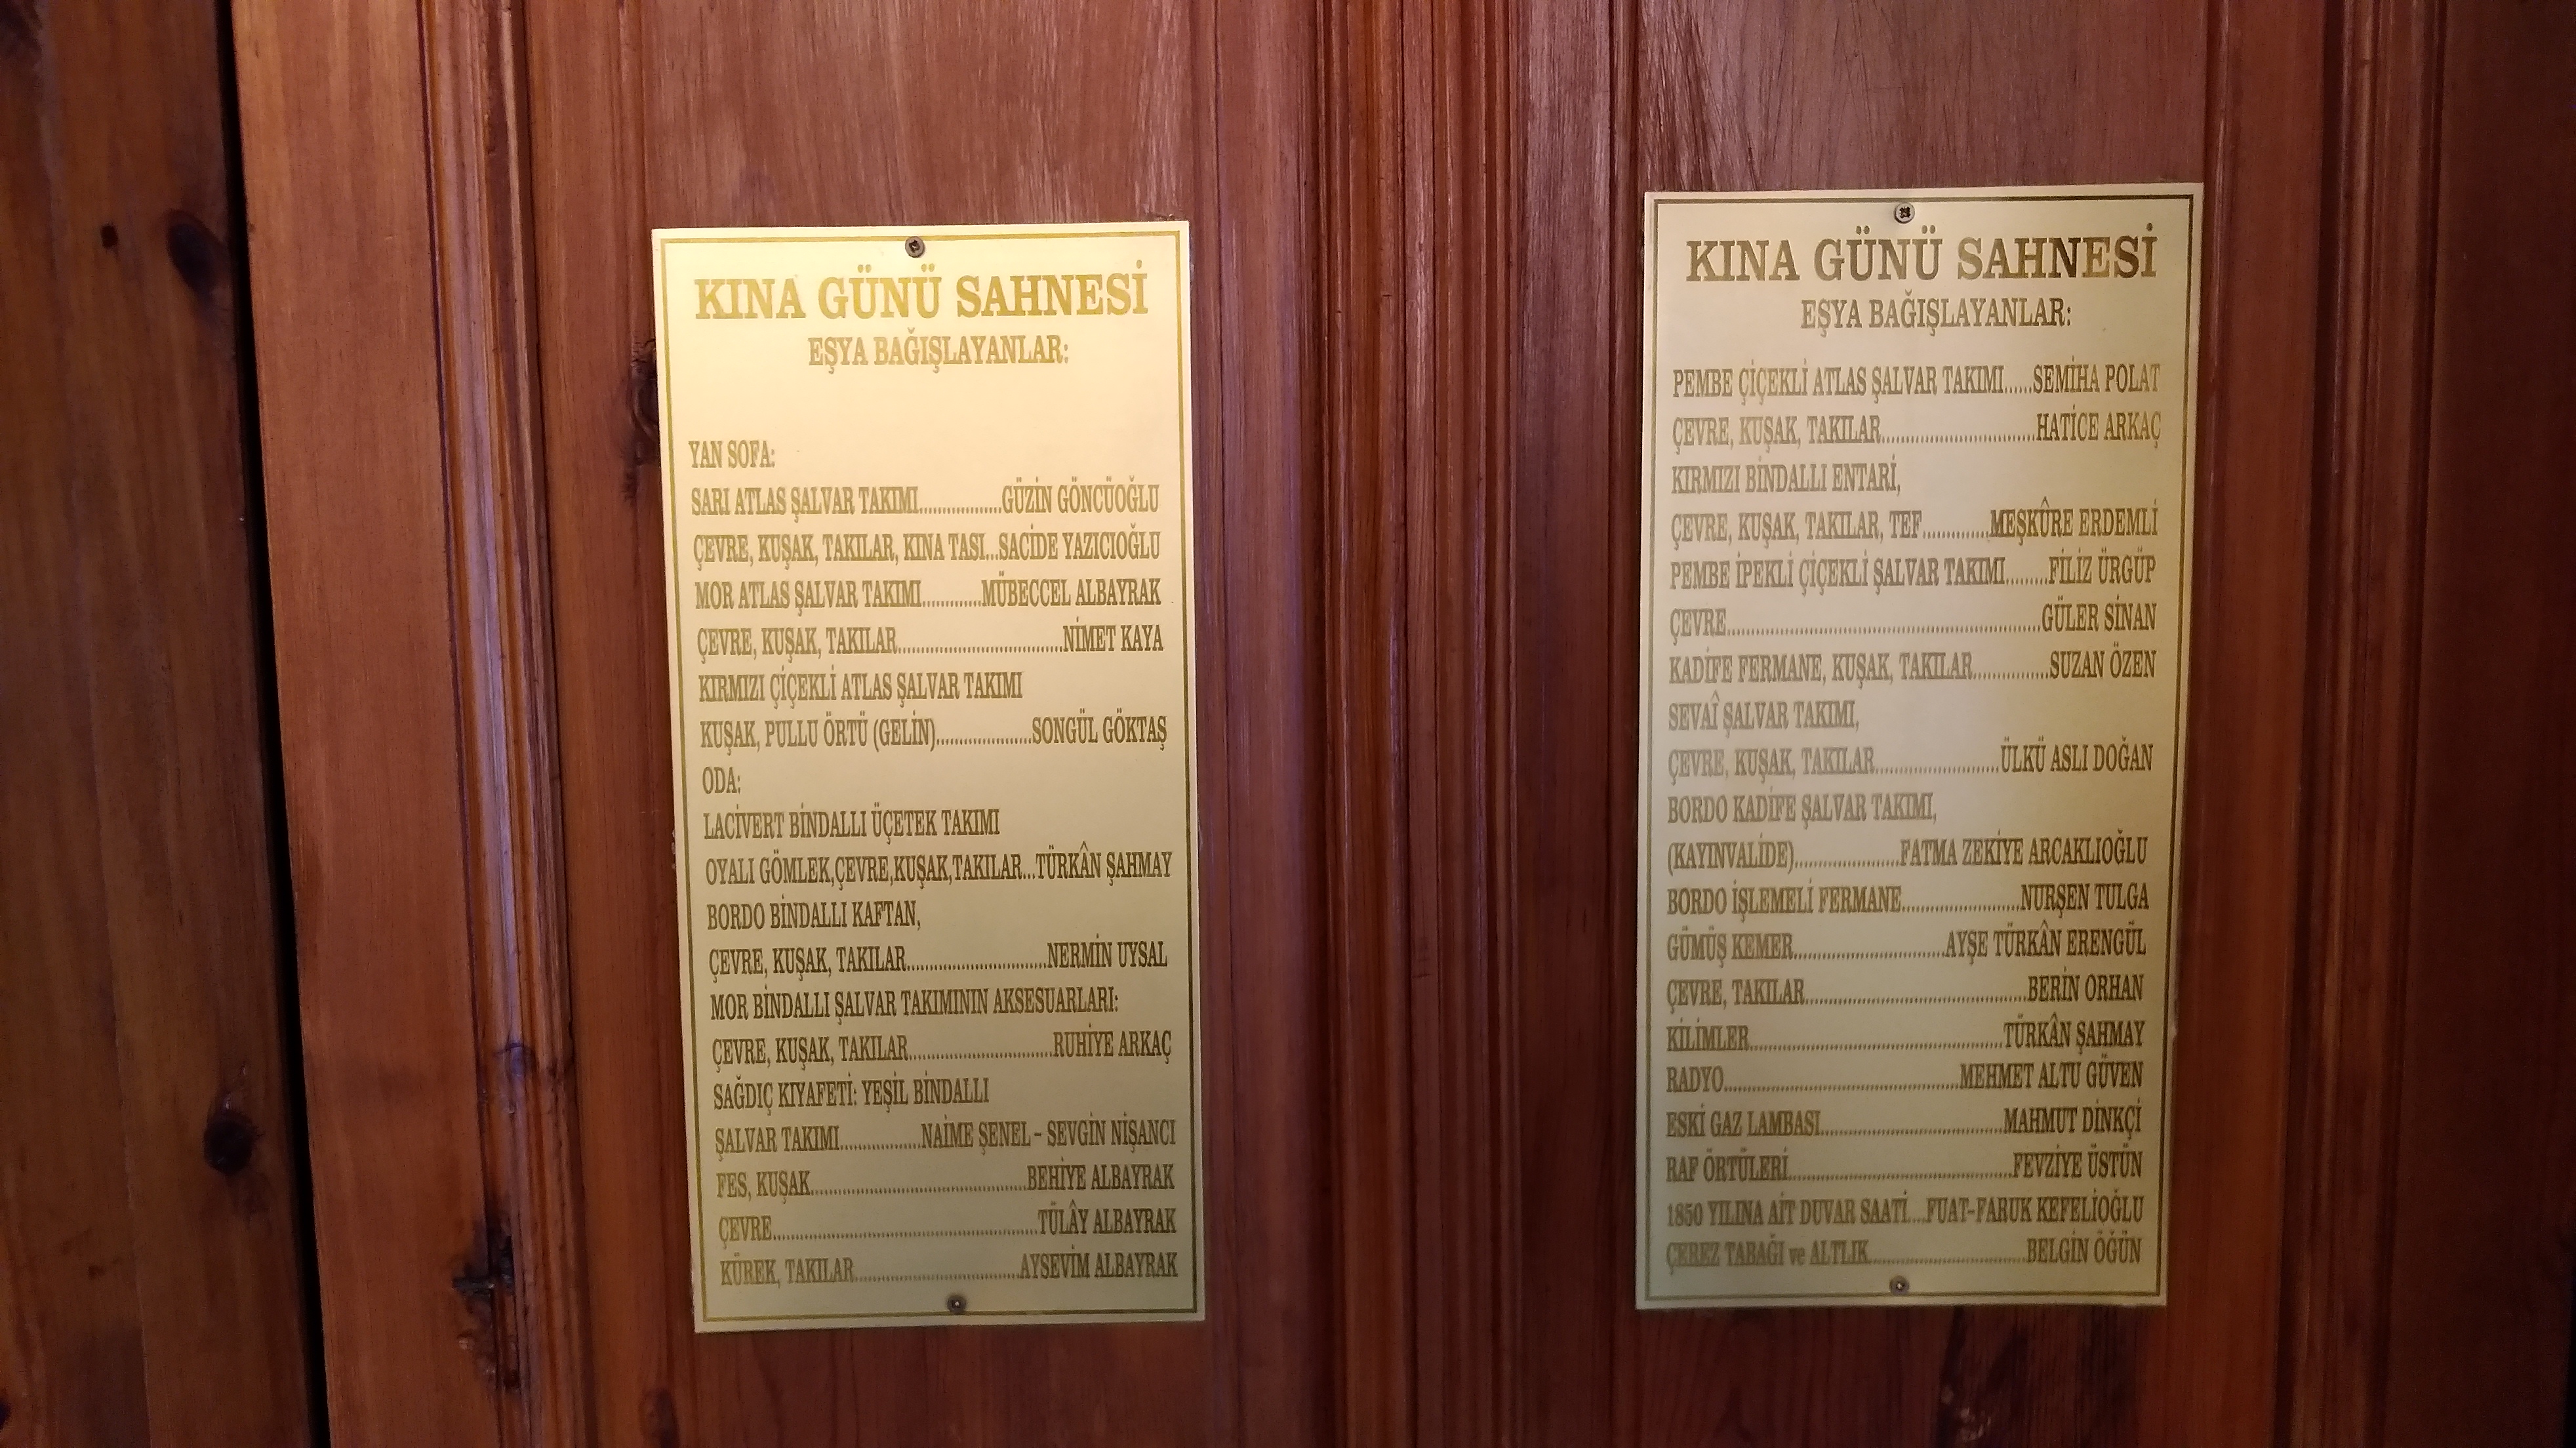 KINA GÜNÜ SAHNESİ
EŞYA BAĞIŞLAYANLAR:
YAN SOFA:
SARI ATLAS ŞALVAR TAKIMI..................GÜZİN GÖNCÜOĞLU
ÇEVRE, KUŞAK, TAKILAR, KINA TASI...SACİDE YAZICIOĞLU
MOR ATLAS ŞALVAR TAKIMI.............MÜBECCEL ALBAYRAK
ÇEVRE, KUŞAK, TAKILAR...................................NİMET KAYA
KIRMIZI ÇİÇEKLİ ATLAS ŞALVAR TAKIMI
KUŞAK, PULLU ÖRTÜ (GELİN)....................SONGÜL GÖKTAŞ
ODA:
LACİVERT BİNDALLI ÜÇETEK TAKIMI
OYALI GÖMLEK,ÇEVRE,KUŞAK,TAKILAR...TÜRKÂN ŞAHMAY
BORDO BİNDALLI KAFTAN,
ÇEVRE, KUŞAK, TAKILAR..............................NERMİN UYSAL
MOR BİNDALLI ŞALVAR TAKIMININ AKSESUARLARI:
ÇEVRE, KUŞAK, TAKILAR...............................RUHİYE ARKAÇ
SAĞDIÇ KIYAFETİ: YEŞİL BİNDALLI
ŞALVAR TAKIMI.................NAİME ŞENEL – SEVGİN NİŞANCI
FES, KUŞAK..............................................BEHİYE ALBAYRAK
ÇEVRE.........................................................TÜLÂY ALBAYRAK
KÜREK, TAKILAR...................................AYSEVİM ALBAYRAK
KINA GÜNÜ SAHNESİ
EŞYA BAĞIŞLAYANLAR:
PEMBE ÇİÇEKLİ ATLAS ŞALVAR TAKIMI......SEMİHA POLAT
ÇEVRE, KUŞAK, TAKILAR.................................HATİCE ARKAÇ
KIRMIZI BİNDALLI ENTARİ,
ÇEVRE, KUŞAK, TAKILAR, TEF..............MEŞKÛRE ERDEMLİ
PEMBE İPEKLİ ÇİÇEKLİ ŞALVAR TAKIMI.........FİLİZ ÜRGÜP
ÇEVRE...................................................................GÜLER SİNAN
KADİFE FERMANE, KUŞAK, TAKILAR................SUZAN ÖZEN
SEVAÎ ŞALVAR TAKIMI,
ÇEVRE, KUŞAK, TAKILAR..........................ÜLKÜ ASLI DOĞAN
BORDO KADİFE ŞALVAR TAKIMI,
(KAYINVALİDE)......................FATMA ZEKİYE ARCAKLIOĞLU
BORDO İŞLEMELİ FERMANE.........................NURŞEN TULGA
GÜMÜŞ KEMER................................AYŞE TÜRKÂN ERENGÜL
ÇEVRE, TAKILAR...............................................BERİN ORHAN
KİLİMLER......................................................TÜRKÂN ŞAHMAY
RADYO..................................................MEHMET ALTU GÜVEN
ESKİ GAZ LAMBASI.......................................MAHMUT DİNKÇİ
RAF ÖRTÜLERİ................................................FEVZİYE ÜSTÜN
1850 YILINA AİT DUVAR SAATİ....FUAT-FARUK KEFELİOĞLU
ÇEREZ TABAĞI ve ALTLIK..................................BELGİN ÖĞÜN